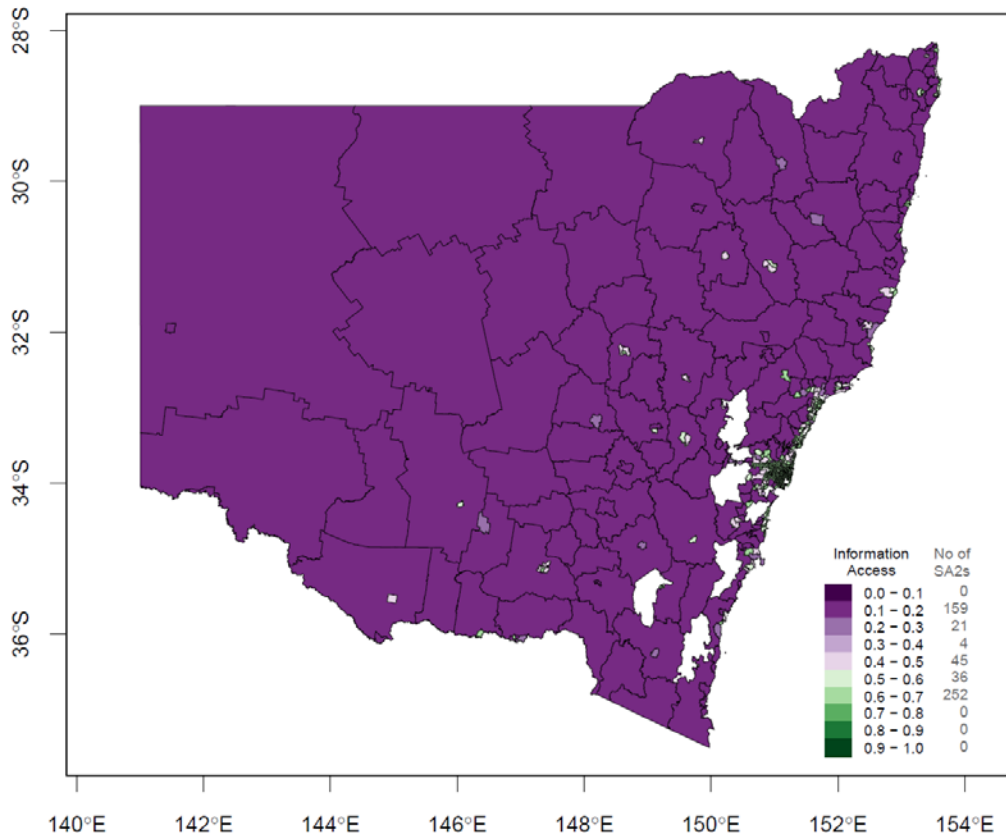 28°S
30°S
32°S
34°S
36°S
Information No of
Access SA2s
0.0 – 0.1 0
0.1 – 0.2 159
0.2 – 0.3 21
0.3 – 0.4 4
0.4 – 0.5 45
0.5 – 0.6 36
0.6 – 0.7 252
0.7 – 0.8 0
0.8 – 0.9 0
0.9 – 1.0 0
140°E 142°E 144°E 146°E 148°E 150°E 152°E 154°E